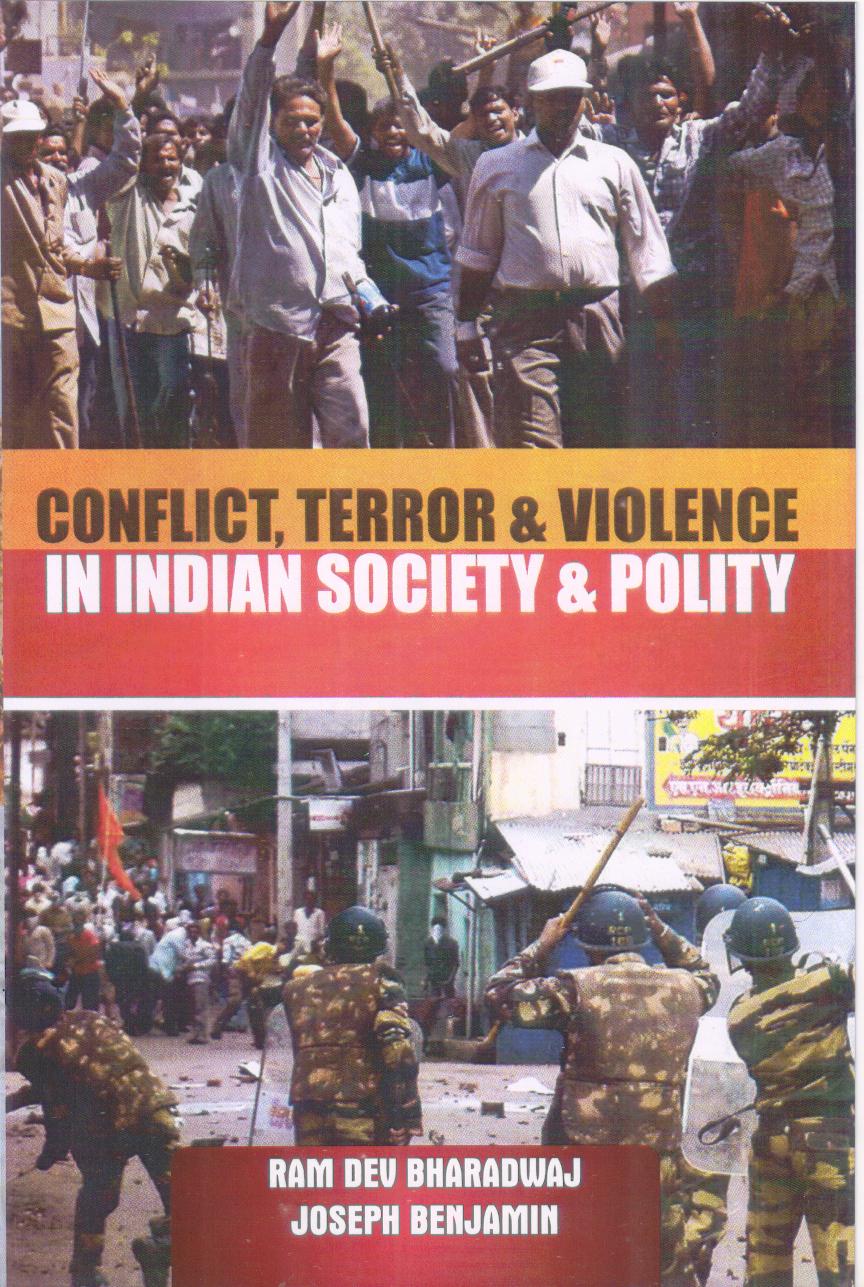 CONFLICT, TERROR & VIOLENCE
IN INDIAN SOCIETY & POLITY
RAM DEV BHARADWAJ
JOSEPH BENJAMIN